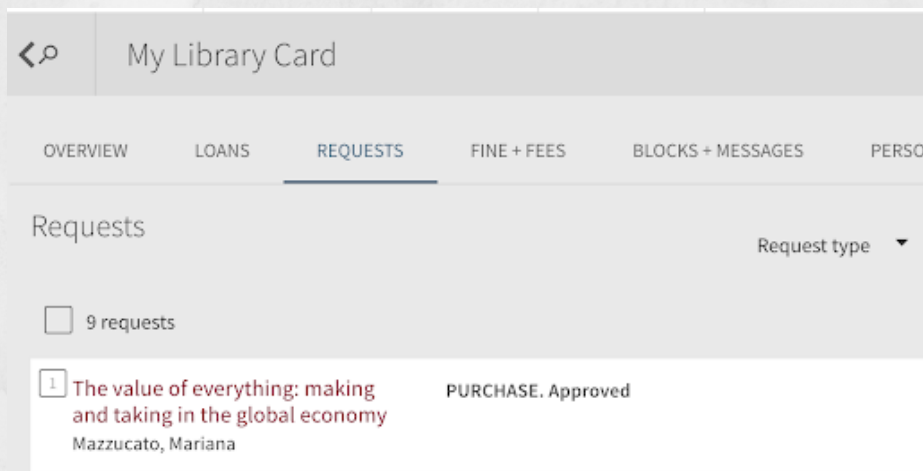 My Library Card
OVERVIEW LOANS REQUESTS FINE + FEES BLOCKS + MESSAGES PERSO
Requests
Request type
9 requests
1 The value of everything: making PURCHASE. Approved
and taking in the global economy
Mazzucato, Mariana